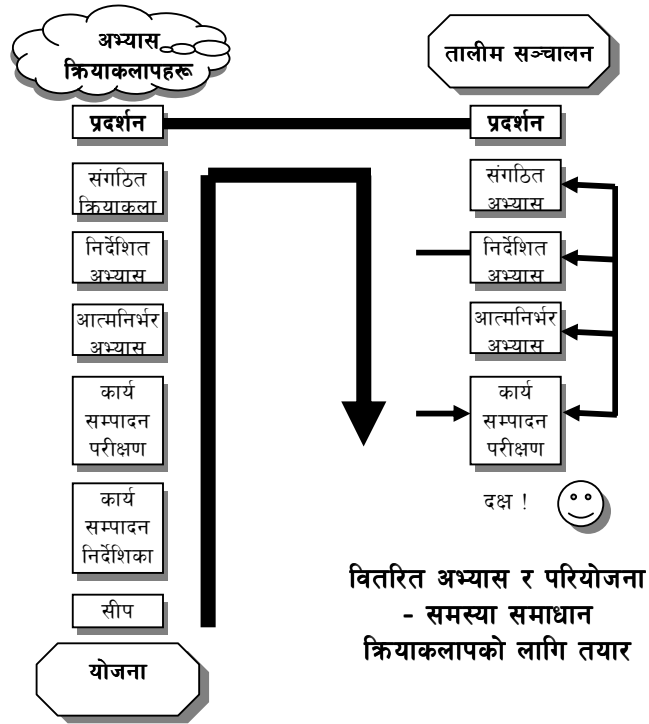 अभ्यास
क्रियाकलापहरू
प्रदर्शन
संगठित
क्रियाकला
निर्देशित
अभ्यास
आत्मनिर्भर
अभ्यास
कार्य
सम्पादन
परीक्षण
कार्य
सम्पादन
निर्देशिका
सीप
योजना
तालीम सञ्चालन
प्रदर्शन
संगठित
अभ्यास
निर्देशित
अभ्यास
आत्मनिर्भर
अभ्यास
कार्य
सम्पादन
परीक्षण
दक्ष !
वितरित अभ्यास र परियोजना
- समस्या समाधान
क्रियाकलापको लागि तयार